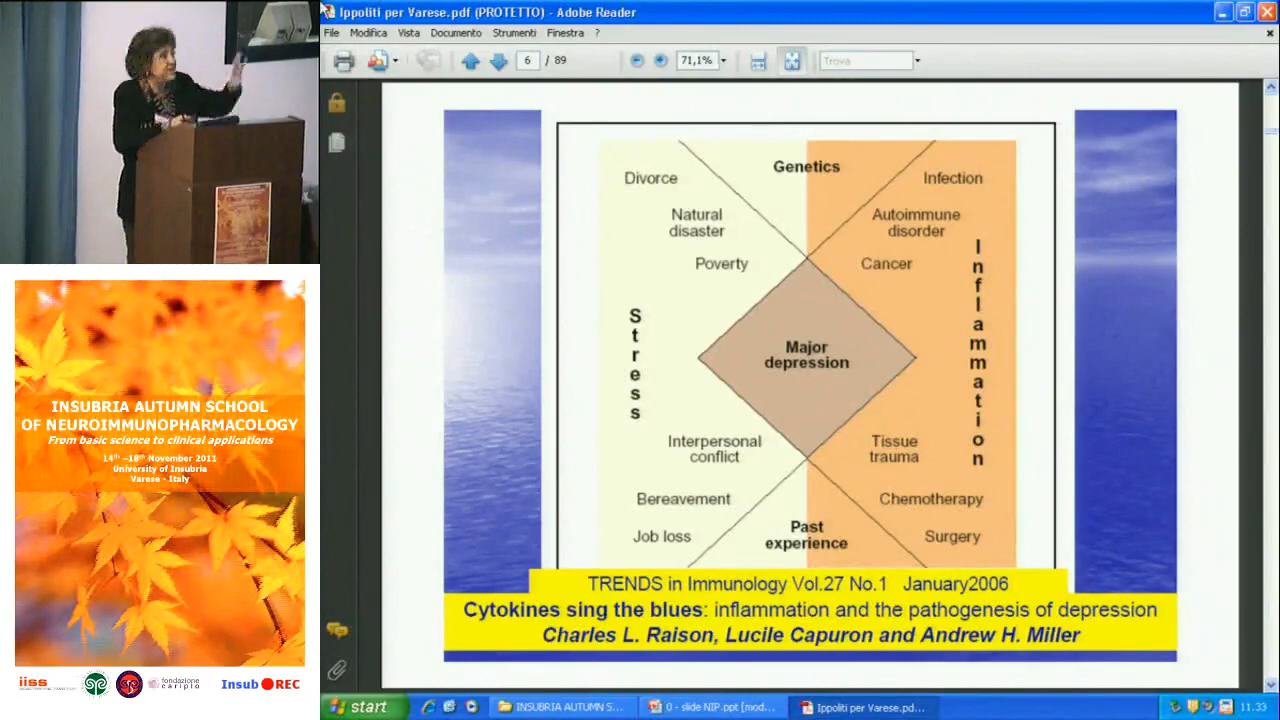 Ippoliti per Varese.pdf (PROTETTO) - Adobe Reader
File Modifica Vista Documento Strumenti Finestra ?
6 / 89 71,1% Trova
Genetics
Divorce
Natural
disaster
Poverty
Stress
Infection
Autoimmune
disorder
Cancer
Inflammation
Major
depression
Interpersonal
conflict
Bereavement
Job loss
Tissue
trauma
Chemotherapy
Surgery
Past
experience
TRENDS in Immunology Vol.27 No.1 January2006
Cytokines sing the blues: inflammation and the pathogenesis of depression
Charles L. Raison, Lucile Capuron and Andrew H. Miller
INSUBRIA AUTUMN SCHOOL
OF NEUROIMMUNOPHARMACOLOGY
From basic science to clinical applications
14th -18th November 2011
University of Insubria
Varese - Italy
iiss
fondazione
cariplo
Insub REC
start
INSUBRIA AUTUMN S...
0 - slide NIP.ppt [mod...
Ippoliti per Varese.pd...
11.33